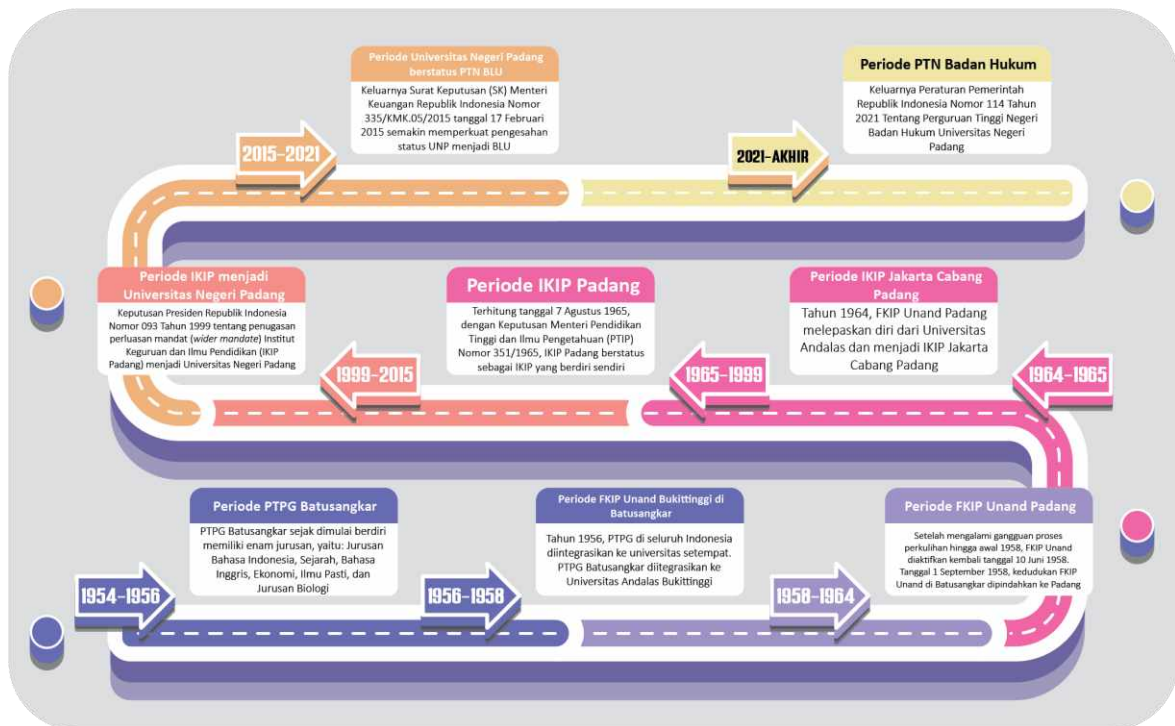 Periode Universitas Negeri Padang
berstatus PTN BLU
Keluarnya Surat Keputusan (SK) Menteri
Keuangan Republik Indonesia Nomor
335/KMK.05/2015 tanggal 17 Februari
2015 semakin memperkuat pengesahan
status UNP menjadi BLU
2015-2021
Periode PTN Badan Hukum
Keluarnya Peraturan Pemerintah
Republik Indonesia Nomor 114 Tahun
2021 Tentang Perguruan Tinggi Negeri
Badan Hukum Universitas Negeri
Padang
2021-AKHIR
Periode IKIP menjadi
Universitas Negeri Padang
Keputusan Presiden Republik Indonesia
Nomor 093 Tahun 1999 tentang penugasan
perluasan mandat (wider mandate) Institut
Keguruan dan Ilmu Pendidikan (IKIP
Padang) menjadi Universitas Negeri Padang
1999-2015
Periode IKIP Padang
Terhitung tanggal 7 Agustus 1965,
dengan Keputusan Menteri Pendidikan
Tinggi dan Ilmu Pengetahuan (PTIP)
Nomor 351/1965, IKIP Padang berstatus
sebagai IKIP yang berdiri sendiri
1965-1999
Periode IKIP Jakarta Cabang
Padang
Tahun 1964, FKIP Unand Padang
melepaskan diri dari Universitas
Andalas dan menjadi IKIP Jakarta
Cabang Padang
1964-1965
Periode PTPG Batusangkar
PTPG Batusangkar sejak dimulai berdiri
memiliki enam jurusan, yaitu: Jurusan
Bahasa Indonesia, Sejarah, Bahasa
Inggris, Ekonomi, Ilmu Pasti, dan
Jurusan Biologi
1954-1956
Periode FKIP Unand Bukittinggi di
Batusangkar
Tahun 1956, PTPG di seluruh Indonesia
diintegrasikan ke universitas setempat.
PTPG Batusangkar diitegrasikan ke
Universitas Andalas Bukittinggi
1956-1958
Periode FKIP Unand Padang
Setelah mengalami gangguan proses
perkulihan hingga awal 1958, FKIP Unand
diaktifkan kembali tanggal 10 Juni 1958.
Tanggal 1 September 1958, kedudukan FKIP
Unand di Batusangkar dipindahkan ke Padang
1958-1964